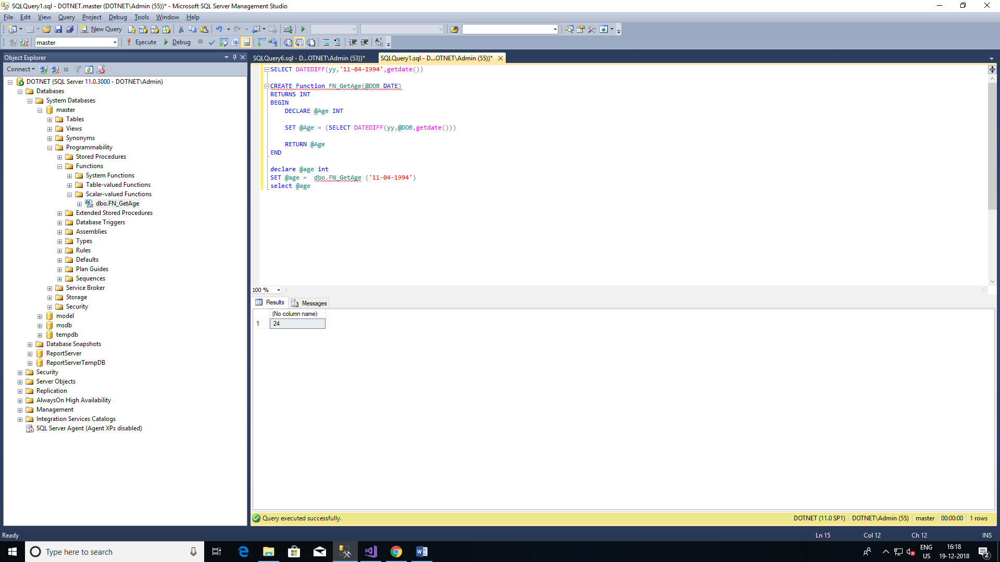 SQLQuery1.sql - DOTNET.master (DOTNET\Admin (55))* - Microsoft SQL Server Management Studio
File Edit View Query Project Debug Tools Window Help
New Query
master Execute Debug
Object Explorer
Connect
DOTNET (SQL Server 11.0.3000 - DOTNET\Admin)
Databases
System Databases
master
Tables
Views
Synonyms
Programmability
Stored Procedures
Functions
System Functions
Table-valued Functions
Scalar-valued Functions
dbo.FN_GetAge
Extended Stored Procedures
Database Triggers
Assemblies
Types
Rules
Defaults
Plan Guides
Sequences
Service Broker
Storage
Security
model
msdb
tempdb
Database Snapshots
ReportServer
ReportServerTempDB
Security
Server Objects
Replication
AlwaysOn High Availability
Management
Integration Services Catalogs
SQL Server Agent (Agent XPs disabled)
SQLQuery6.sql - D...OTNET\Admin (53))* SQLQuery1.sql - D...OTNET\Admin (55))*
SELECT DATEDIFF(yy,'11-04-1994',getdate())
CREATE Function FN_GetAge(@DOB DATE)
RETURNS INT
BEGIN
DECLARE @Age INT
SET @Age = (SELECT DATEDIFF(yy,@DOB,getdate()))
RETURN @Age
END
declare @age int
SET @age =  dbo.FN_GetAge ('11-04-1994')
select @age
100 %
Results Messages
(No column name)
1 24
Query executed successfully. DOTNET (11.0 SP1) DOTNET\Admin (55) master 00:00:00 1 rows
Ready Ln 15 Col 12 Ch 12 INS
Type here to search
ENG
US
16:18
19-12-2018
2